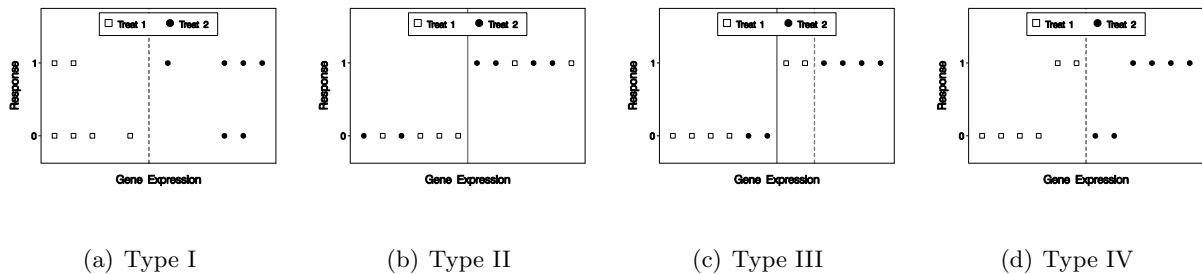 Treat 1 Treat 2
Response
1
0
Gene Expression
(a) Type I
Treat 1 Treat 2
Response
1
0
Gene Expression
(b) Type II
Treat 1 Treat 2
Response
1
0
Gene Expression
(c) Type III
Treat 1 Treat 2
Response
1
0
Gene Expression
(d) Type IV